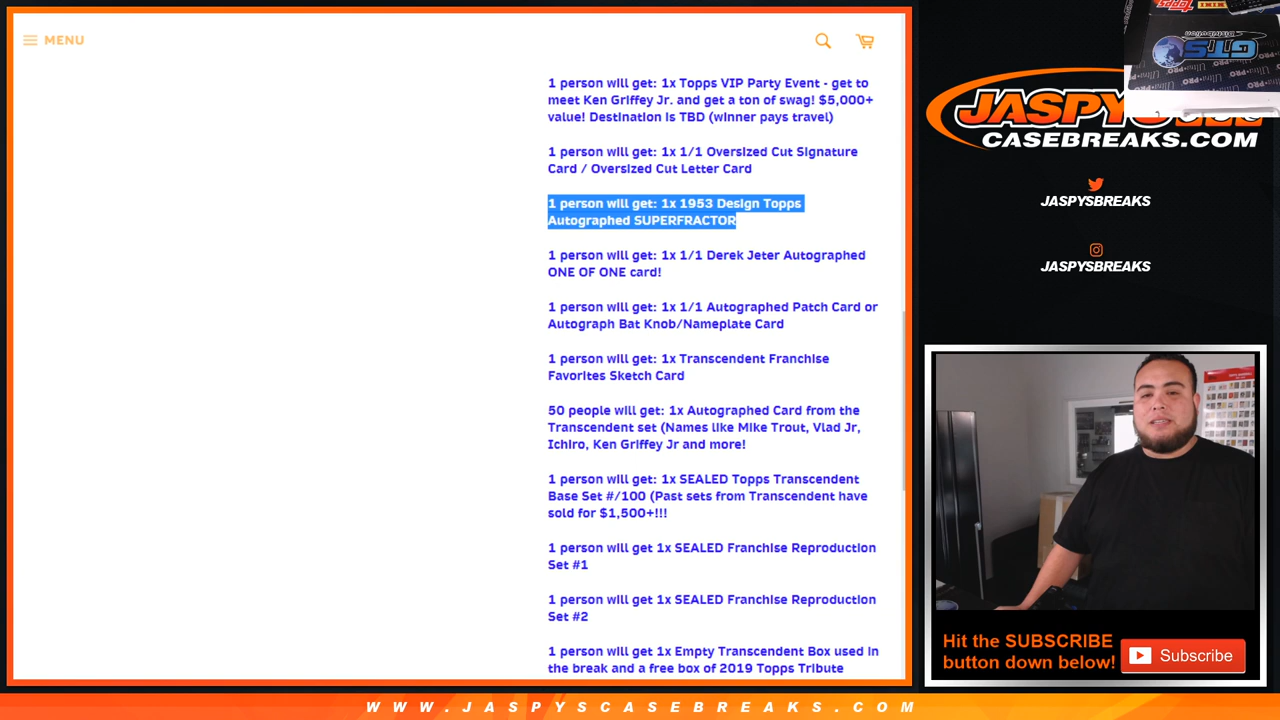 MENU
1 person will get: 1x Topps VIP Party Event - get to
meet Ken Griffey Jr. and get a ton of swag! $5,000+
value! Destination is TBD (winner pays travel)
1 person will get: 1x 1/1 Oversized Cut Signature
Card / Oversized Cut Letter Card
1 person will get: 1x 1953 Design Topps
Autographed SUPERFRACTOR
1 person will get: 1x 1/1 Derek Jeter Autographed
ONE OF ONE card!
1 person will get: 1x 1/1 Autographed Patch Card or
Autograph Bat Knob/Nameplate Card
1 person will get: 1x Transcendent Franchise
Favorites Sketch Card
50 people will get: 1x Autographed Card from the
Transcendent set (Names like Mike Trout, Vlad Jr,
Ichiro, Ken Griffey Jr and more!
1 person will get: 1x SEALED Topps Transcendent
Base Set #/100 (Past sets from Transcendent have
sold for $1,500+!!!
1 person will get 1x SEALED Franchise Reproduction
Set #1
1 person will get 1x SEALED Franchise Reproduction
Set #2
1 person will get 1x Empty Transcendent Box used in
the break and a free box of 2019 Topps Tribute
topps
GTS
Distribution
CASEBREAKS.COM
JASPYSBREAKS
JASPYSBREAKS
Hit the SUBSCRIBE
button down below!
Subscribe
WWW.JASPYSCASEBREAKS.COM